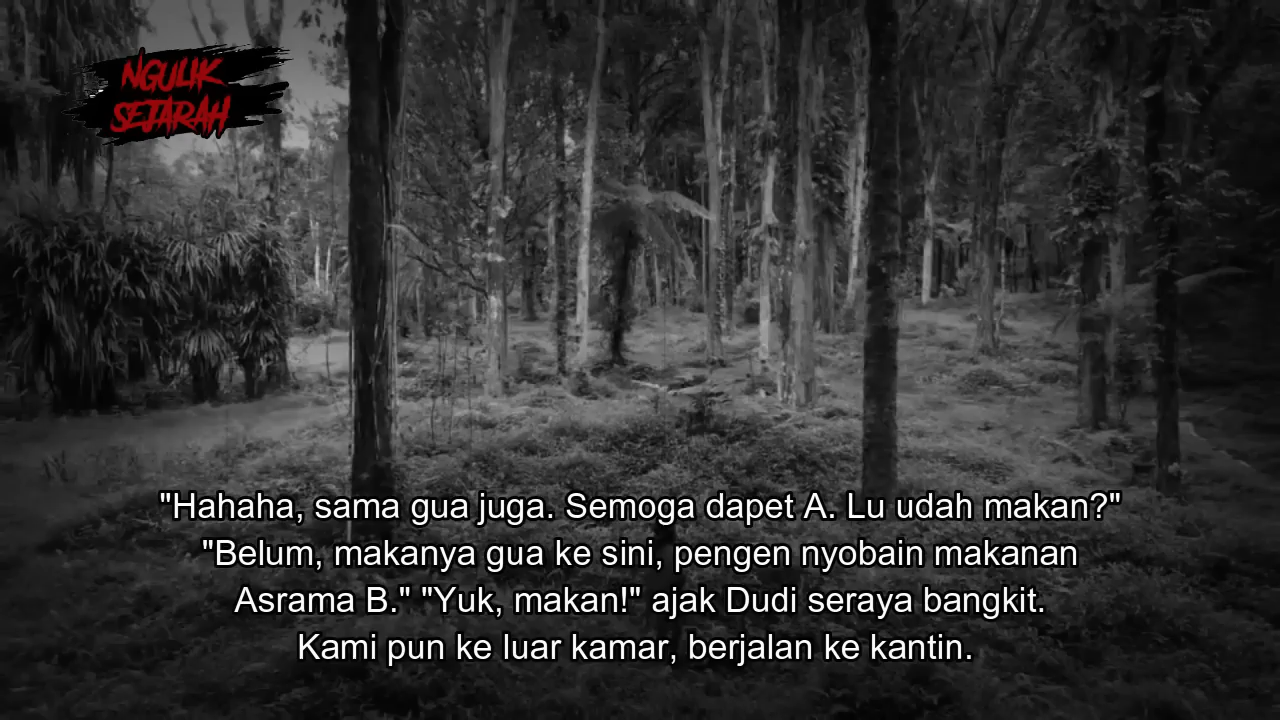 NGULIK
SEJARAH
"Hahaha, sama gua juga. Semoga dapet A. Lu udah makan?"
"Belum, makanya gua ke sini, pengen nyobain makanan
Asrama B." "Yuk, makan!" ajak Dudi seraya bangkit.
Kami pun ke luar kamar, berjalan ke kantin.